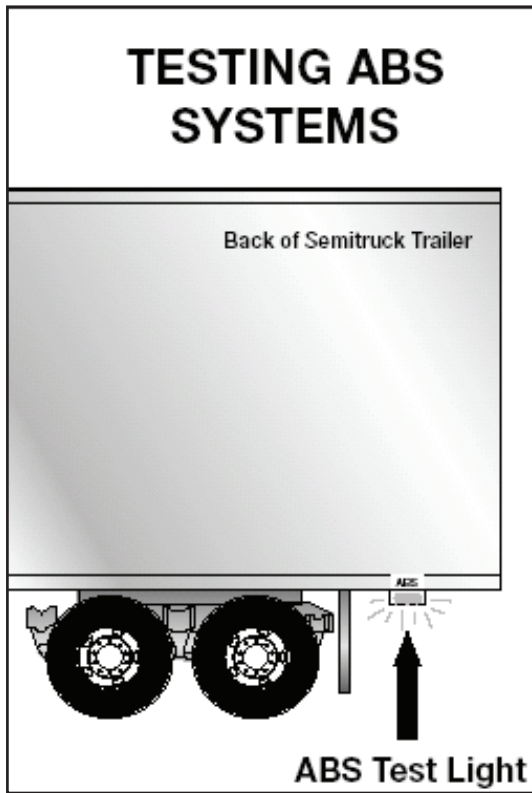 TESTING ABS
SYSTEMS
Back of Semitruck Trailer
ABS
ABS Test Light